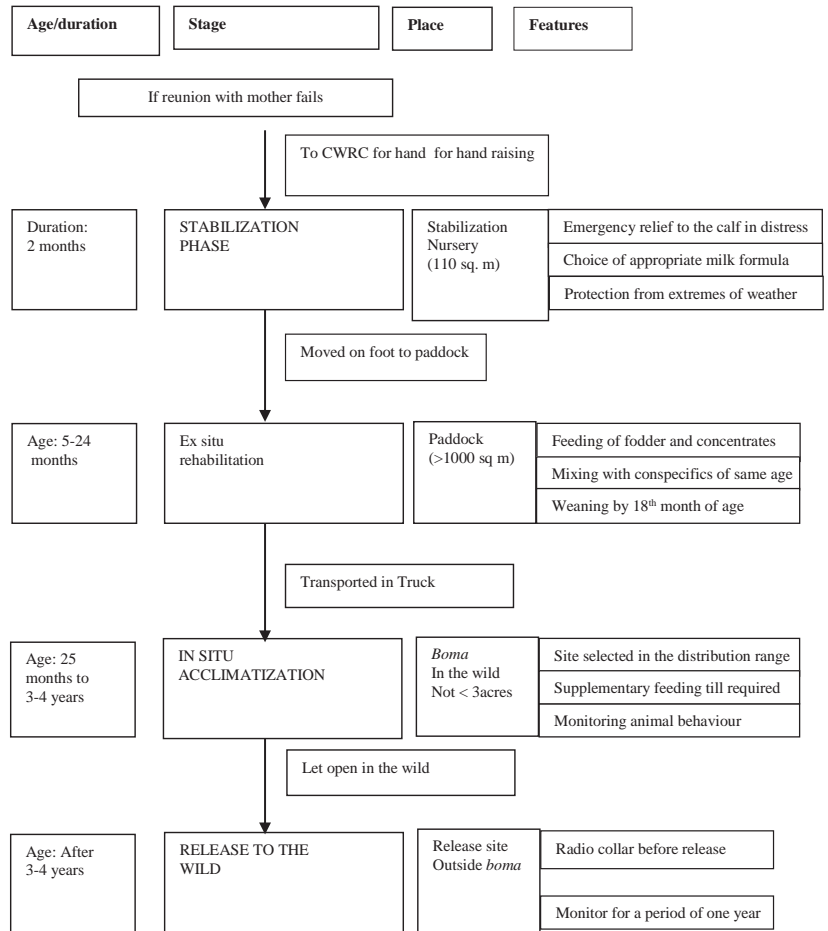 Age/duration
Stage
Place
Features
If reunion with mother fails
To CWRC for hand for hand raising
Duration:
2 months
STABILIZATION
PHASE
Stabilization
Nursery
(110 sq. m)
Emergency relief to the calf in distress
Choice of appropriate milk formula
Protection from extremes of weather
Moved on foot to paddock
Age: 5-24
months
Ex situ
rehabilitation
Paddock
(>1000 sq m)
Feeding of fodder and concentrates
Mixing with conspecifics of same age
Weaning by 18th month of age
Transported in Truck
Age: 25
months to
3-4 years
IN SITU
ACCLIMATIZATION
Boma
In the wild
Not < 3acres
Site selected in the distribution range
Supplementary feeding till required
Monitoring animal behaviour
Let open in the wild
Age: After
3-4 years
RELEASE TO THE
WILD
Release site
Outside boma
Radio collar before release
Monitor for a period of one year